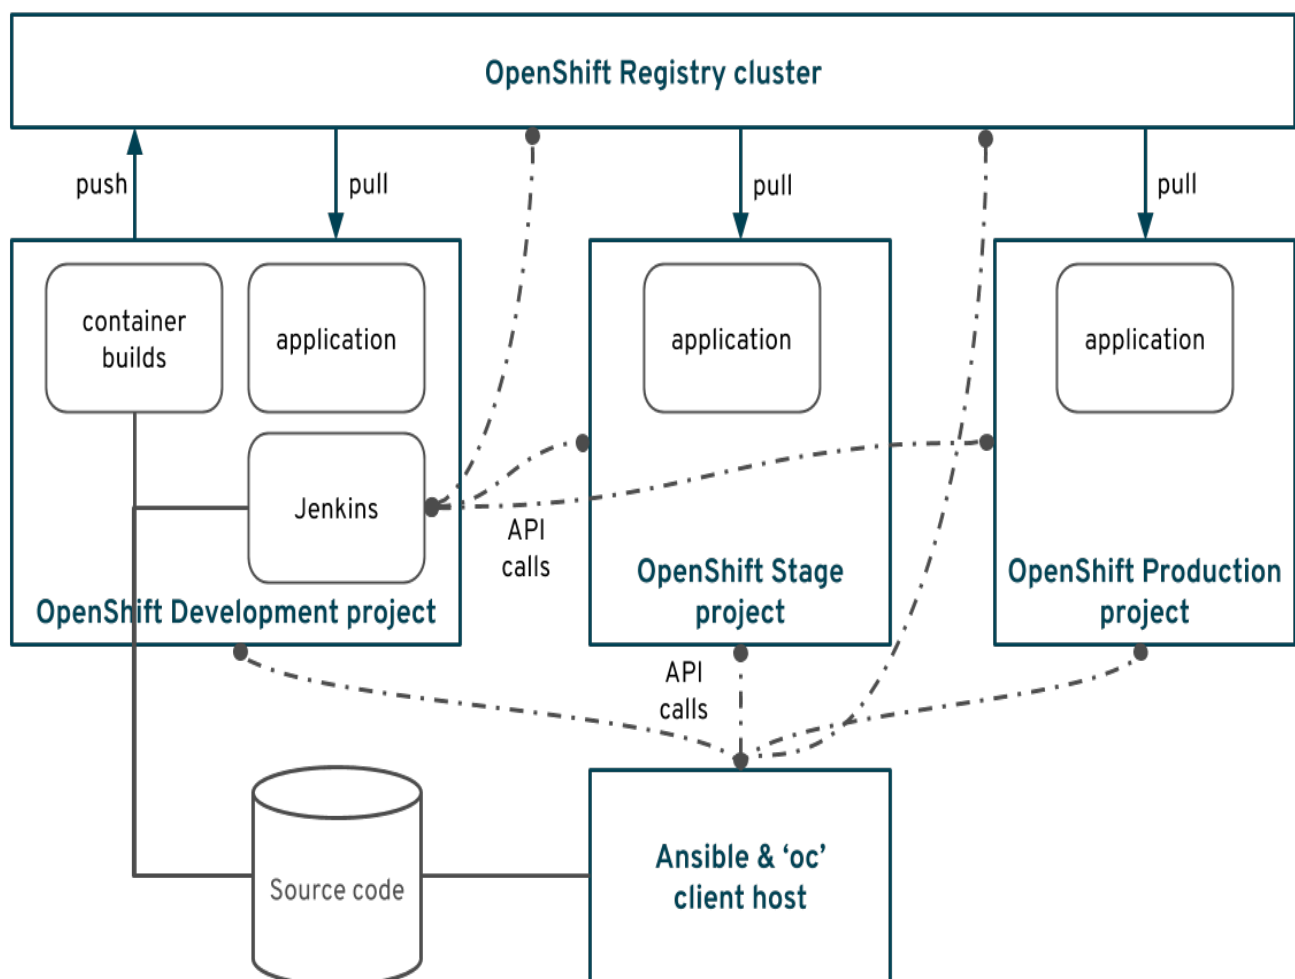 OpenShift Registry cluster
push
pull
pull
pull
container
builds
application
application
application
Jenkins
API
calls
OpenShift Development project
OpenShift Stage
project
OpenShift Production
project
API
calls
Source code
Ansible & ‘oc’
client host